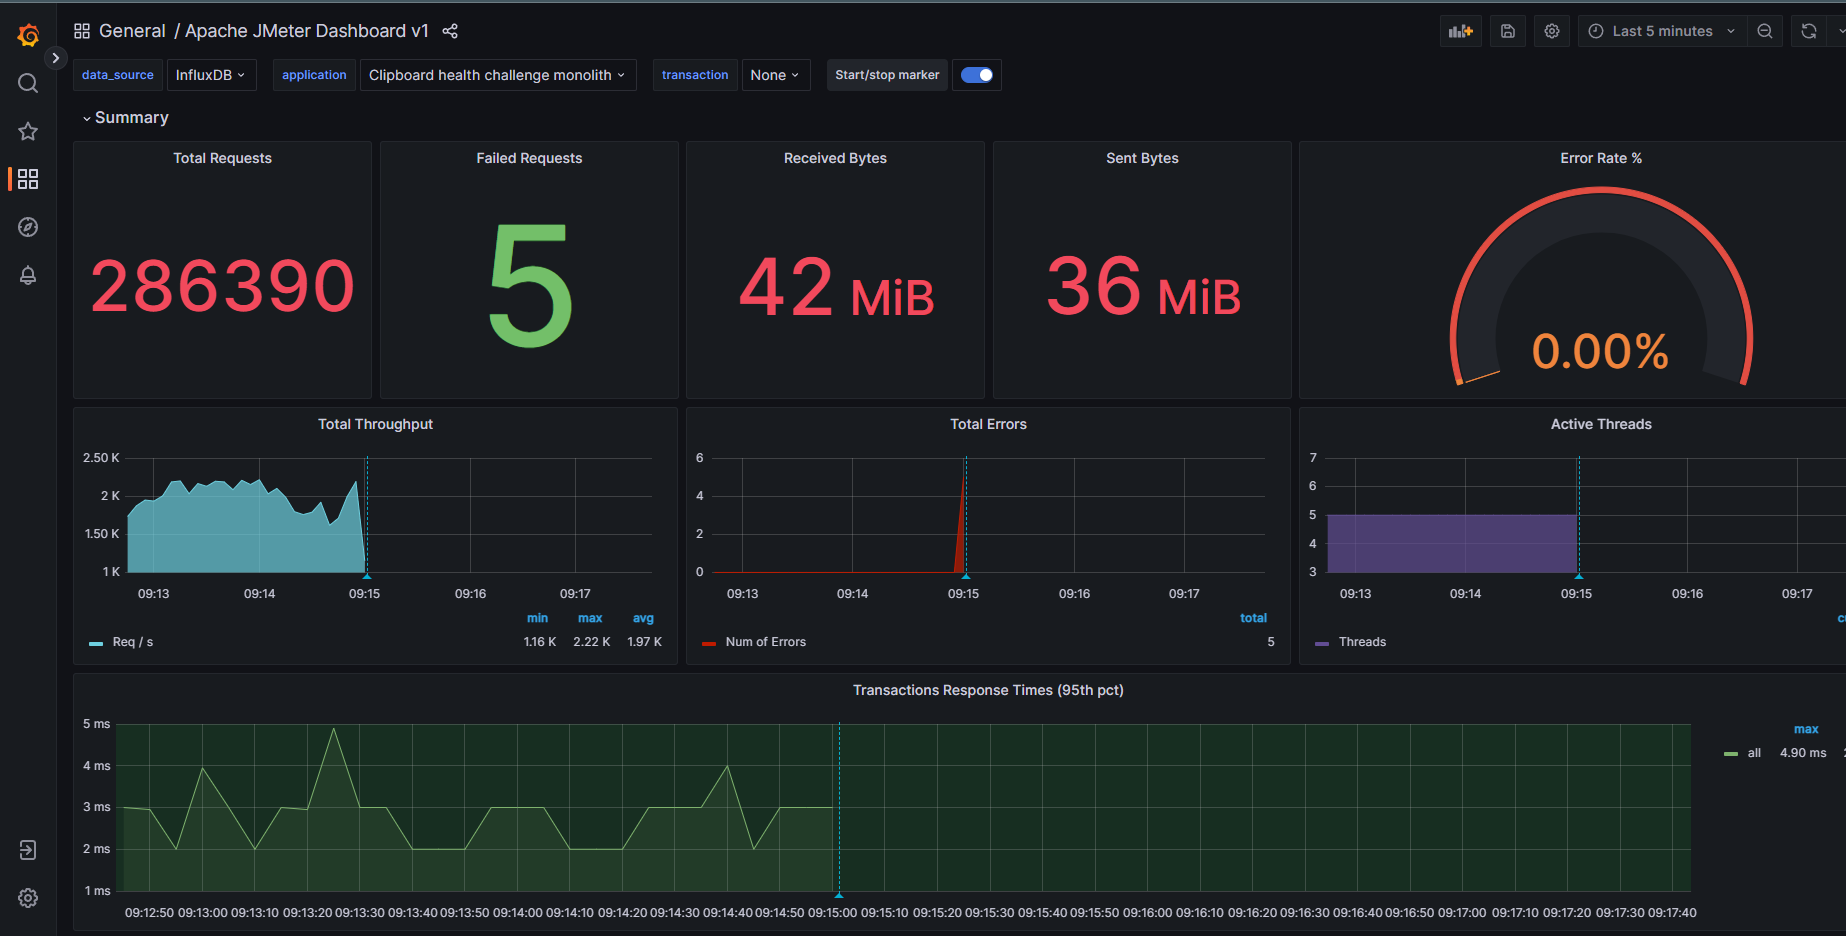 General / Apache JMeter Dashboard v1
Last 5 minutes
data_source InfluxDB application Clipboard health challenge monolith transaction None Start/stop marker
Summary
Total Requests
286390
Failed Requests
5
Received Bytes
42 MiB
Sent Bytes
36 MiB
Error Rate %
0.00%
Total Throughput
2.50 K
2 K
1.50 K
1 K
09:13 09:14 09:15 09:16 09:17
min max avg
Req / s 1.16 K 2.22 K 1.97 K
Total Errors
6
4
2
0
09:13 09:14 09:15 09:16 09:17
total
Num of Errors 5
Active Threads
7
6
5
4
3
09:13 09:14 09:15 09:16 09:17
Threads
Transactions Response Times (95th pct)
5 ms
4 ms
3 ms
2 ms
1 ms
09:12:50 09:13:00 09:13:10 09:13:20 09:13:30 09:13:40 09:13:50 09:14:00 09:14:10 09:14:20 09:14:30 09:14:40 09:14:50 09:15:00 09:15:10 09:15:20 09:15:30 09:15:40 09:15:50 09:16:00 09:16:10 09:16:20 09:16:30 09:16:40 09:16:50 09:17:00 09:17:10 09:17:20 09:17:30 09:17:40
max
all 4.90 ms